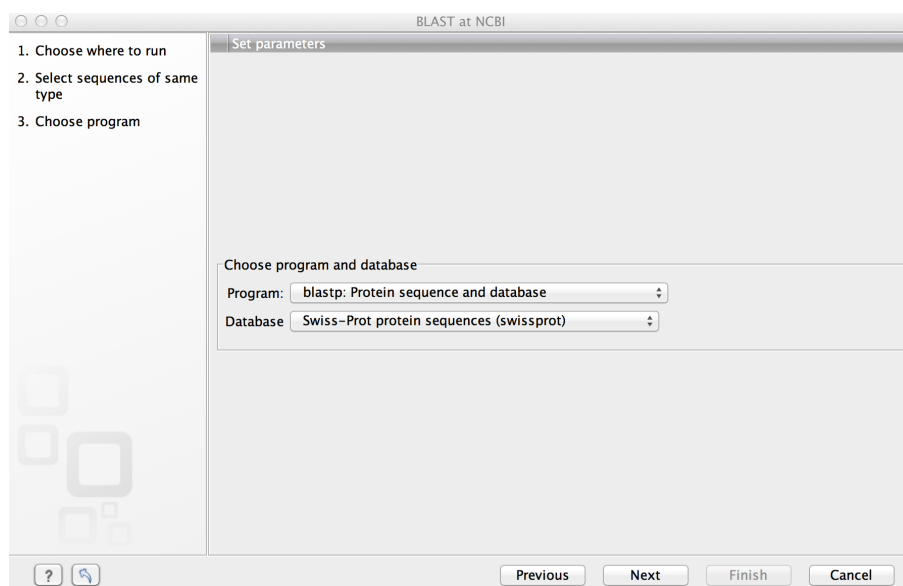 BLAST at NCBI
1. Choose where to run
2. Select sequences of same
type
3. Choose program
Set parameters
Choose program and database
Program: blastp: Protein sequence and database
Database Swiss-Prot protein sequences (swissprot)
? Previous Next Finish Cancel